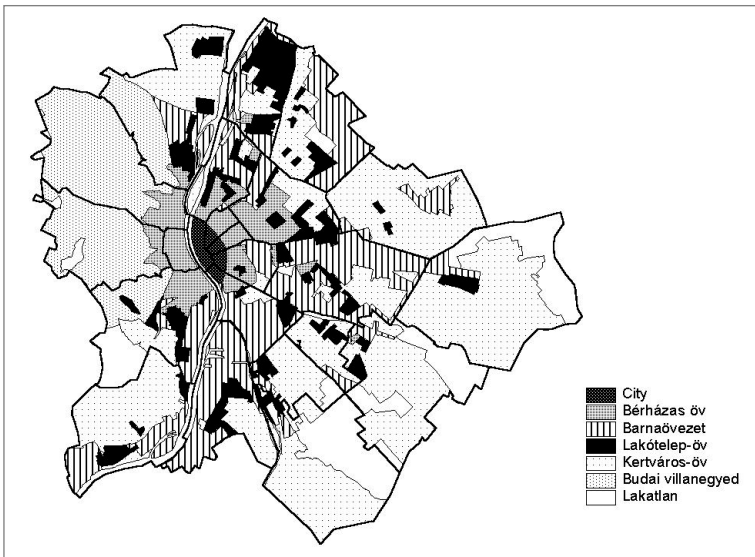 City
Bérházas öv
Barnaövezet
Lakótelep-öv
Kertváros-öv
Budai villanegyed
Lakatlan